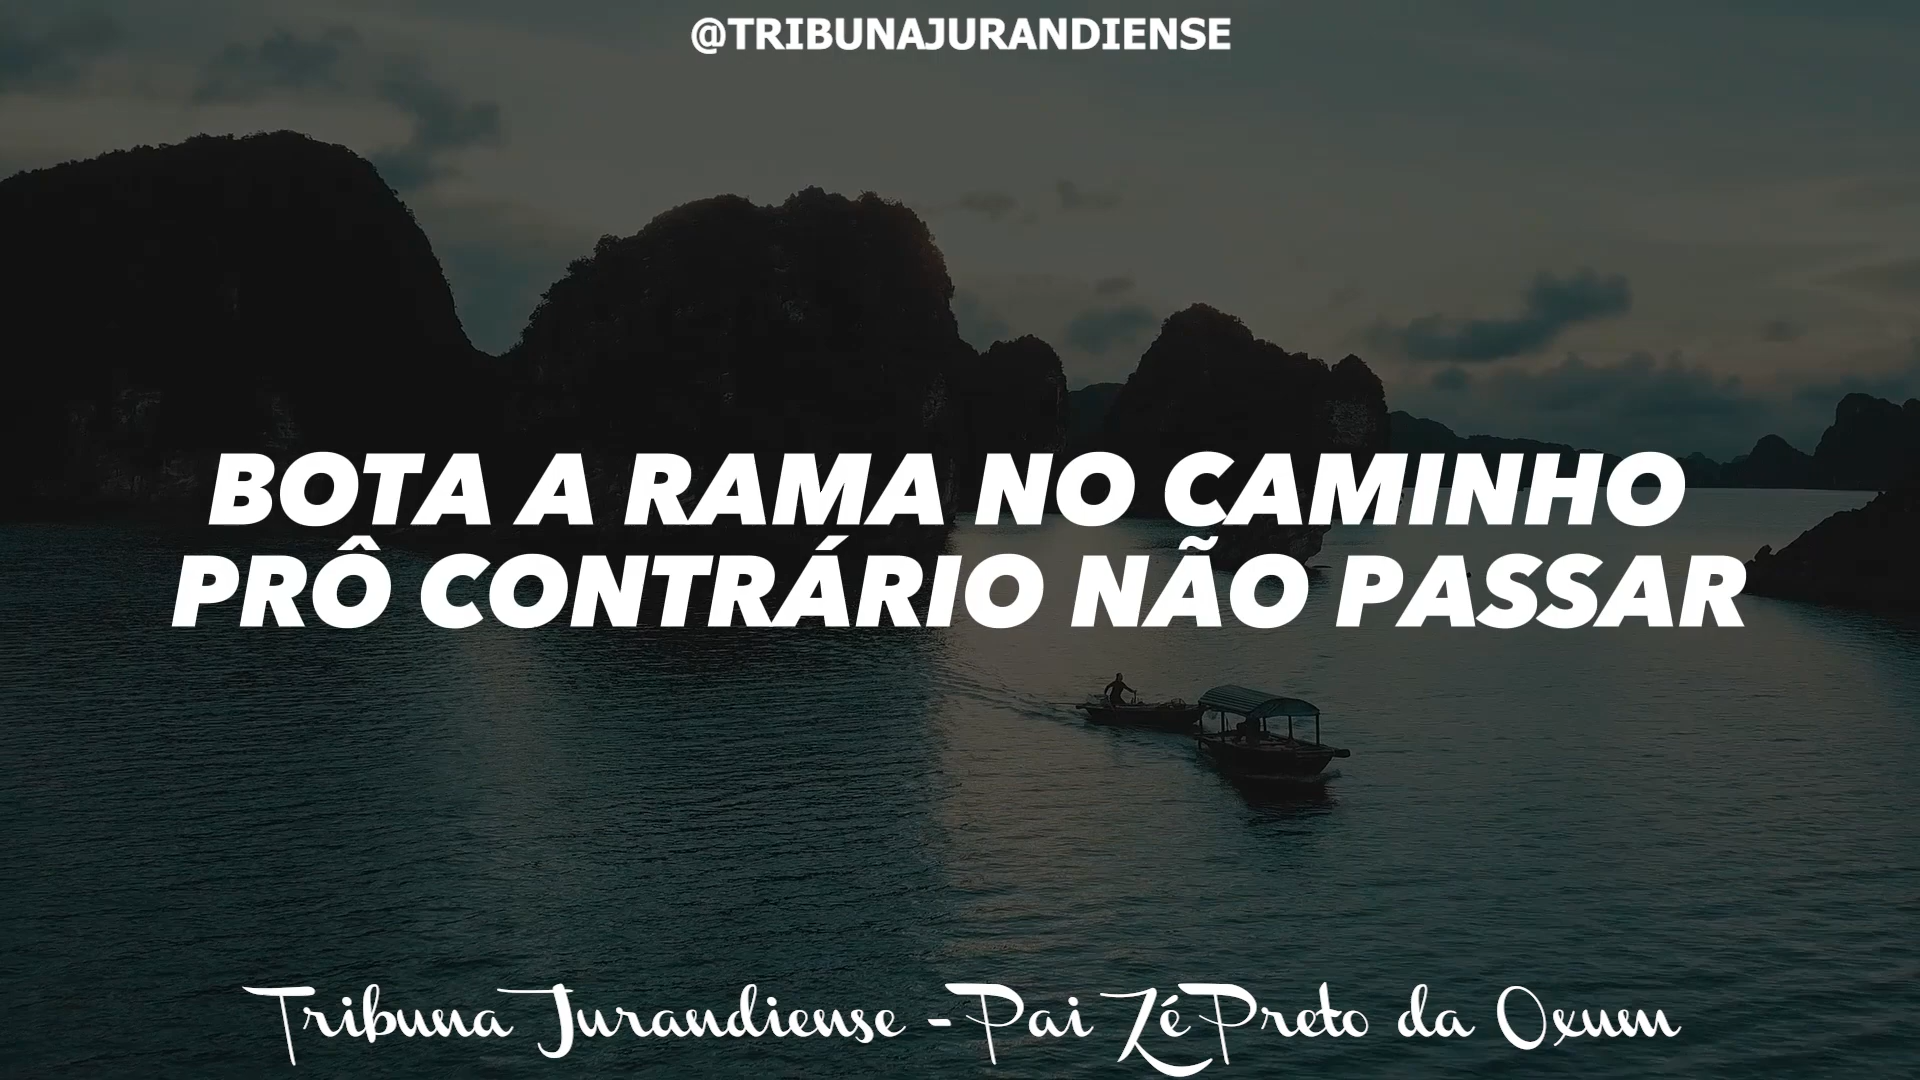 @TRIBUNAJURANDIENSE
BOTA A RAMA NO CAMINHO
PRÔ CONTRÁRIO NÃO PASSAR
Tribuna Jurandiense - Pai Zé Preto da Oxum